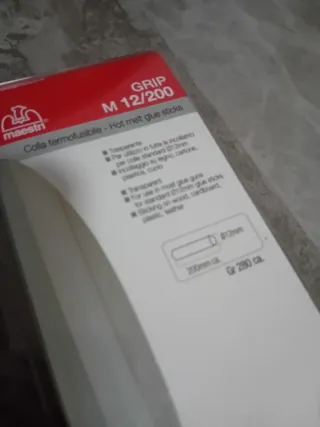 GRIP
M 12/200
maestri
Colla termofusibile - Hot melt glue sticks
Trasparente
Per utilizzo in tutte le incollatrici
per colle standard Ø12mm
Incollaggio su legno, cartone,
plastica, cuoio
Transparent
For use in most glue guns
for standard Ø12mm glue sticks
Sticking on wood, cardboard,
plastic, leather
Ø12mm
200mm ca.
Gr 280 ca.